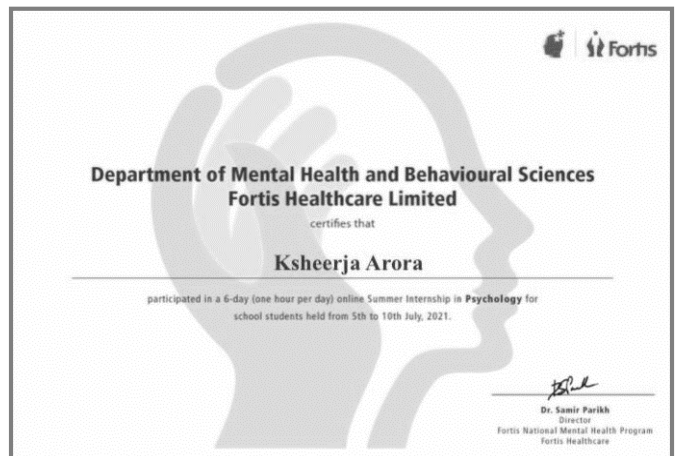 Fortis
Department of Mental Health and Behavioural Sciences
Fortis Healthcare Limited
certifies that
Ksheerja Arora
participated in a 6-day (one hour per day) online Summer Internship in Psychology for
school students held from 5th to 10th July, 2021.
Dr. Samir Parikh
Director
Fortis National Mental Health Program
Fortis Healthcare